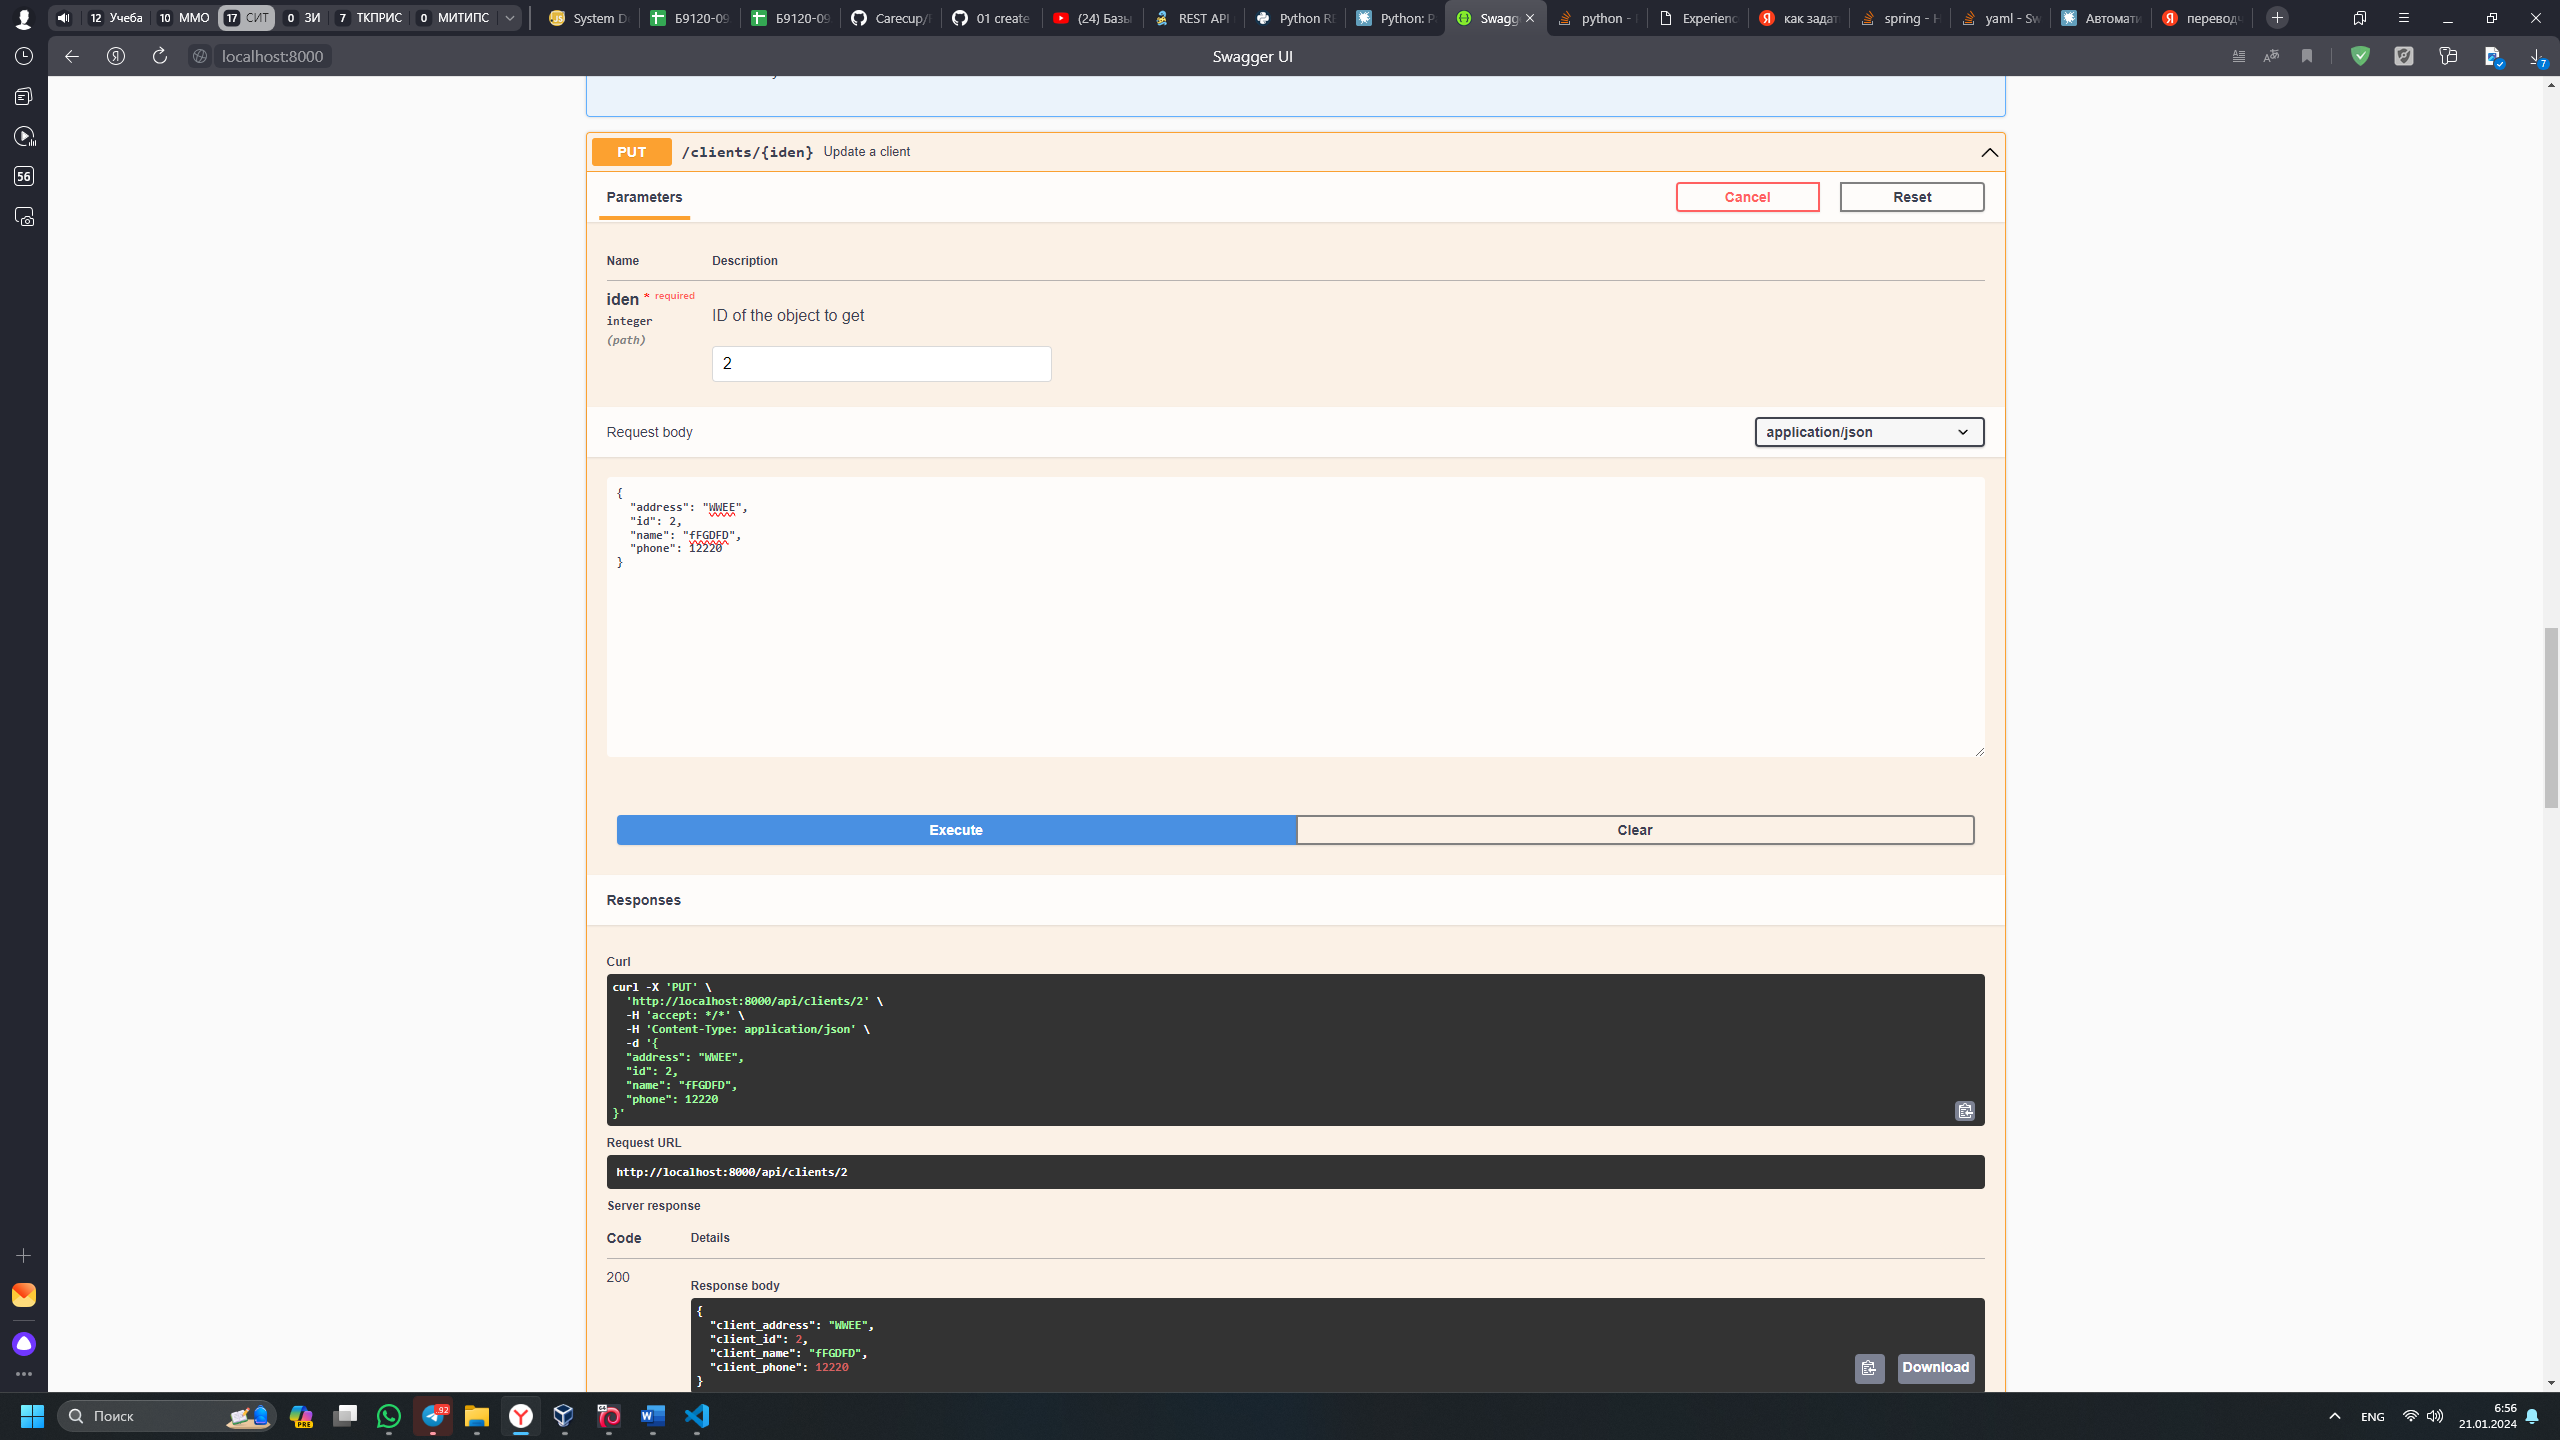 12 Учеба 10 ММО 17 СИТ 0 ЗИ 7 ТКПРИС 0 МИТИПС System D Б9120-09 Б9120-09 Carecup/ 01 create (24) Базы REST API Python RE Python: P Swagge python - Experienc как задат spring - H yaml - Sw Автомати переводч
localhost:8000 Swagger UI
56
7
PUT /clients/{iden} Update a client
Parameters Cancel Reset
Name Description
iden * required
integer
(path)
ID of the object to get
2
Request body application/json
{
"address": "WWEE",
"id": 2,
"name": "fFGDFD",
"phone": 12220
}
Execute Clear
Responses
Curl
curl -X 'PUT' \
'http://localhost:8000/api/clients/2' \
-H 'accept: */*' \
-H 'Content-Type: application/json' \
-d '{
"address": "WWEE",
"id": 2,
"name": "fFGDFD",
"phone": 12220
}'
Request URL
http://localhost:8000/api/clients/2
Server response
Code Details
200
Response body
{
"client_address": "WWEE",
"client_id": 2,
"client_name": "fFGDFD",
"client_phone": 12220
}
Download
Поиск PRE 92 ENG 6:56
21.01.2024